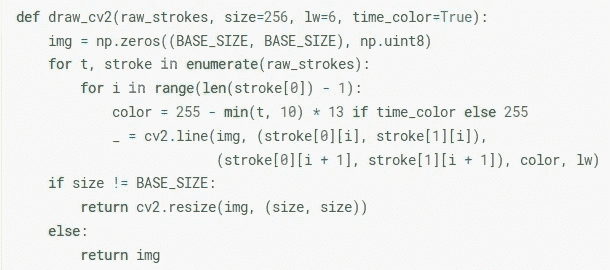 def draw_cv2(raw_strokes, size=256, lw=6, time_color=True):
    img = np.zeros((BASE_SIZE, BASE_SIZE), np.uint8)
    for t, stroke in enumerate(raw_strokes):
        for i in range(len(stroke[0]) - 1):
            color = 255 - min(t, 10) * 13 if time_color else 255
            _ = cv2.line(img, (stroke[0][i], stroke[1][i]),
                         (stroke[0][i + 1], stroke[1][i + 1]), color, lw)
    if size != BASE_SIZE:
        return cv2.resize(img, (size, size))
    else:
        return img